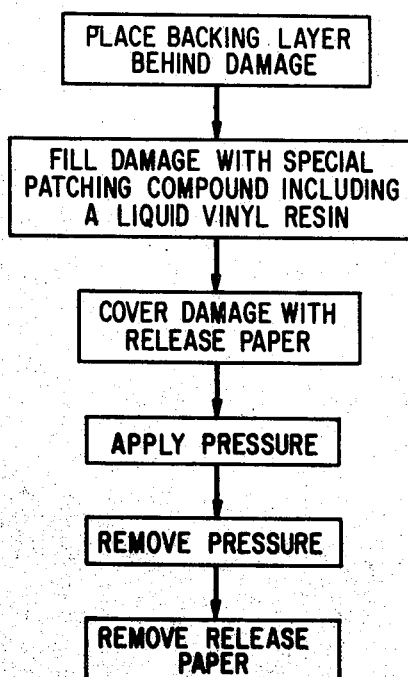 PLACE BACKING LAYER
BEHIND DAMAGE
FILL DAMAGE WITH SPECIAL
PATCHING COMPOUND INCLUDING
A LIQUID VINYL RESIN
COVER DAMAGE WITH
RELEASE PAPER
APPLY PRESSURE
REMOVE PRESSURE
REMOVE RELEASE
PAPER